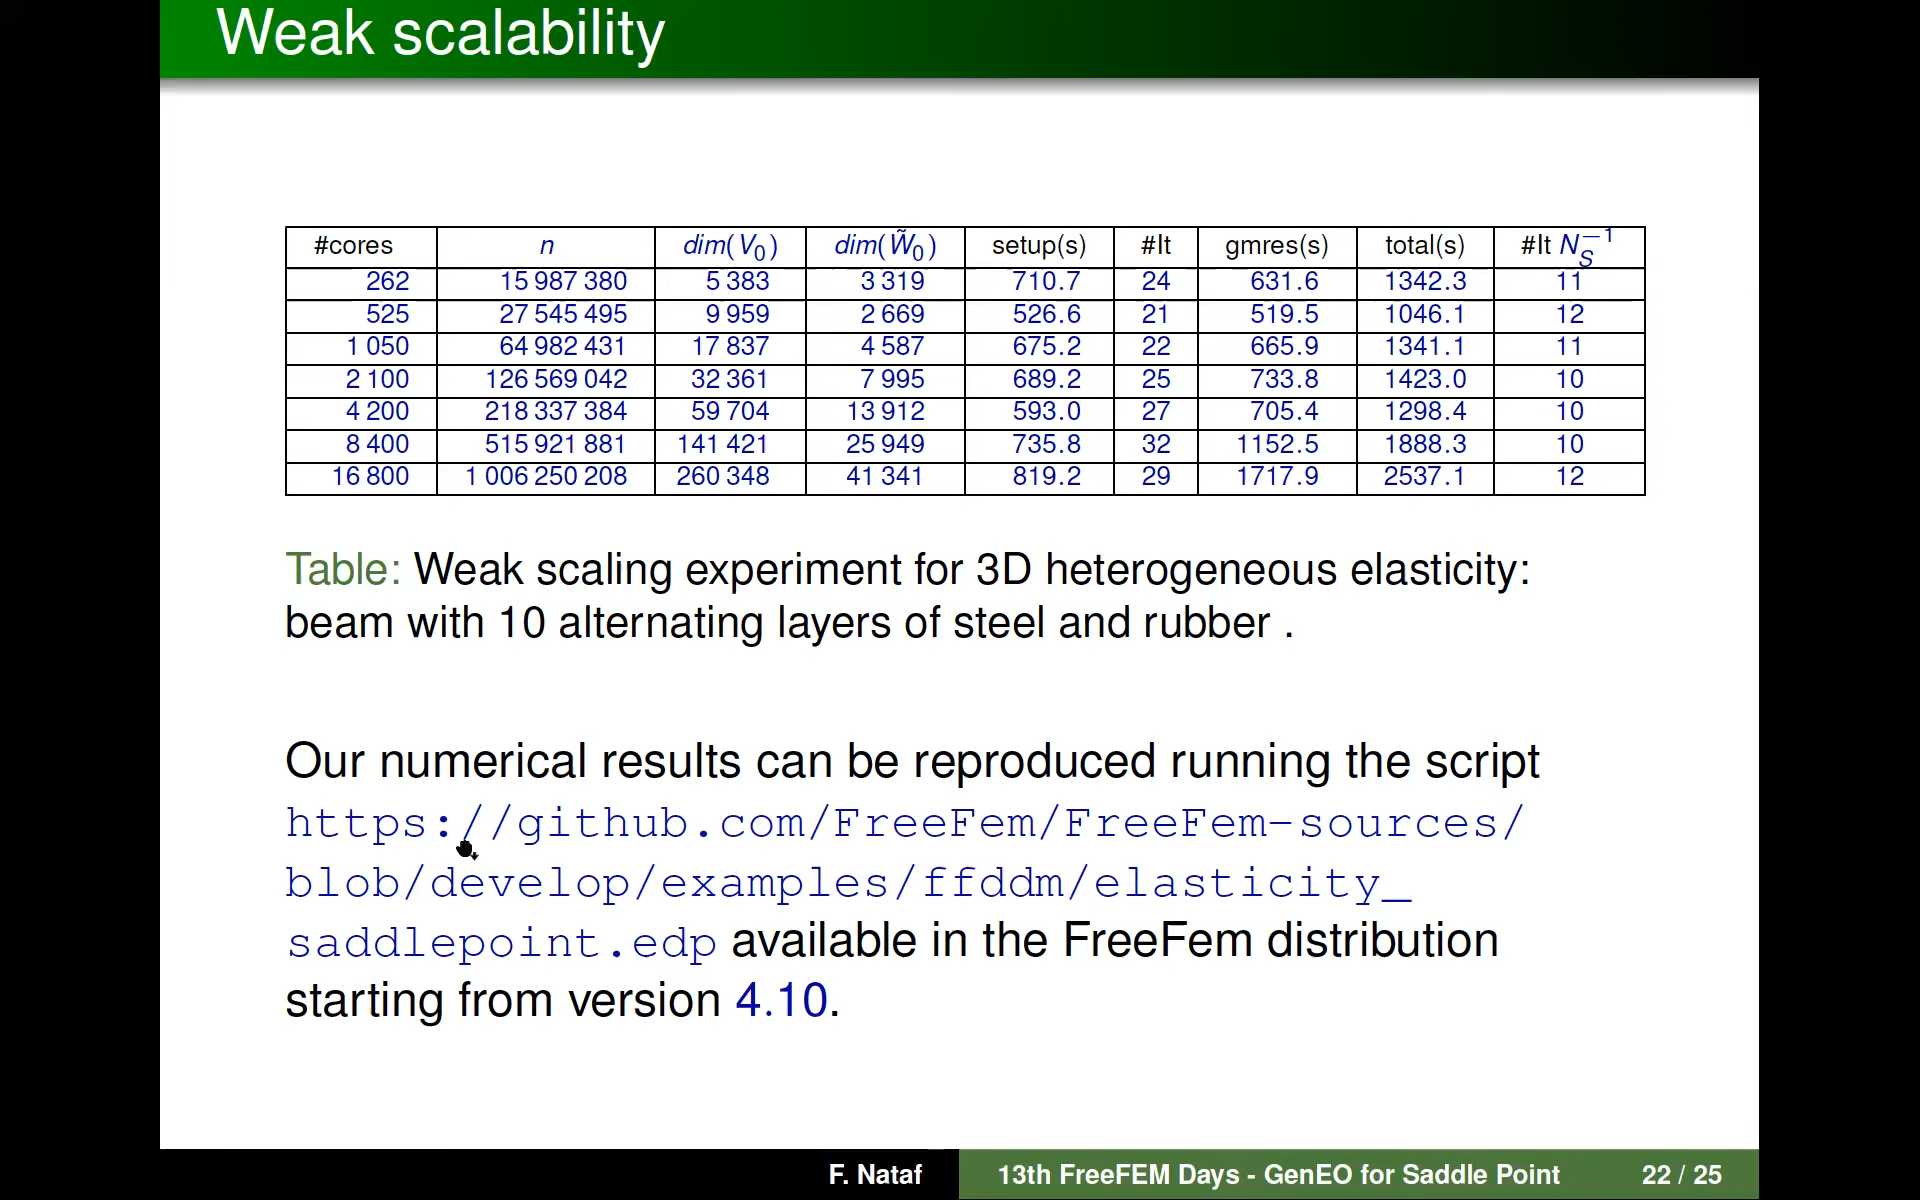 Weak scalability
#cores n dim(V₀) dim(W̃₀) setup(s) #It gmres(s) total(s) #It N_S⁻¹
262 15 987 380 5 383 3 319 710.7 24 631.6 1342.3 11
525 27 545 495 9 959 2 669 526.6 21 519.5 1046.1 12
1 050 64 982 431 17 837 4 587 675.2 22 665.9 1341.1 11
2 100 126 569 042 32 361 7 995 689.2 25 733.8 1423.0 10
4 200 218 337 384 59 704 13 912 593.0 27 705.4 1298.4 10
8 400 515 921 881 141 421 25 949 735.8 32 1152.5 1888.3 10
16 800 1 006 250 208 260 348 41 341 819.2 29 1717.9 2537.1 12
Table: Weak scaling experiment for 3D heterogeneous elasticity:
beam with 10 alternating layers of steel and rubber .
Our numerical results can be reproduced running the script
https://github.com/FreeFem/FreeFem-sources/
blob/develop/examples/ffddm/elasticity_
saddlepoint.edp available in the FreeFem distribution
starting from version 4.10.
F. Nataf 13th FreeFEM Days - GenEO for Saddle Point 22 / 25